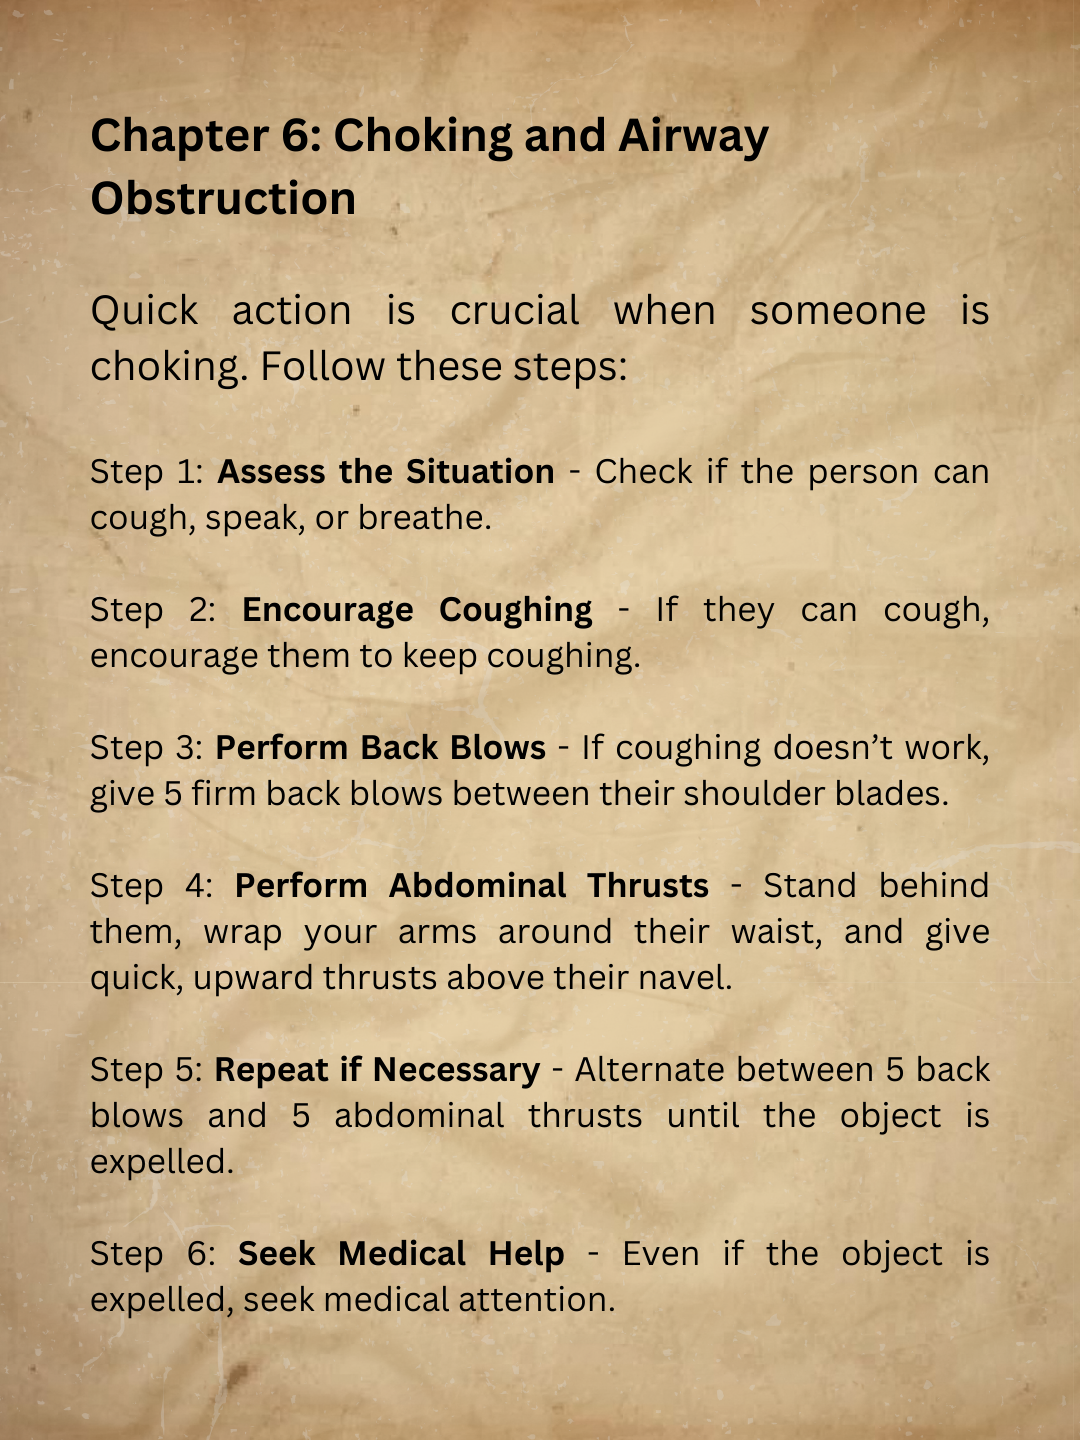 Chapter 6: Choking and Airway
Obstruction
Quick action is crucial when someone is
choking. Follow these steps:
Step 1: Assess the Situation - Check if the person can
cough, speak, or breathe.
Step 2: Encourage Coughing - If they can cough,
encourage them to keep coughing.
Step 3: Perform Back Blows - If coughing doesn’t work,
give 5 firm back blows between their shoulder blades.
Step 4: Perform Abdominal Thrusts - Stand behind
them, wrap your arms around their waist, and give
quick, upward thrusts above their navel.
Step 5: Repeat if Necessary - Alternate between 5 back
blows and 5 abdominal thrusts until the object is
expelled.
Step 6: Seek Medical Help - Even if the object is
expelled, seek medical attention.